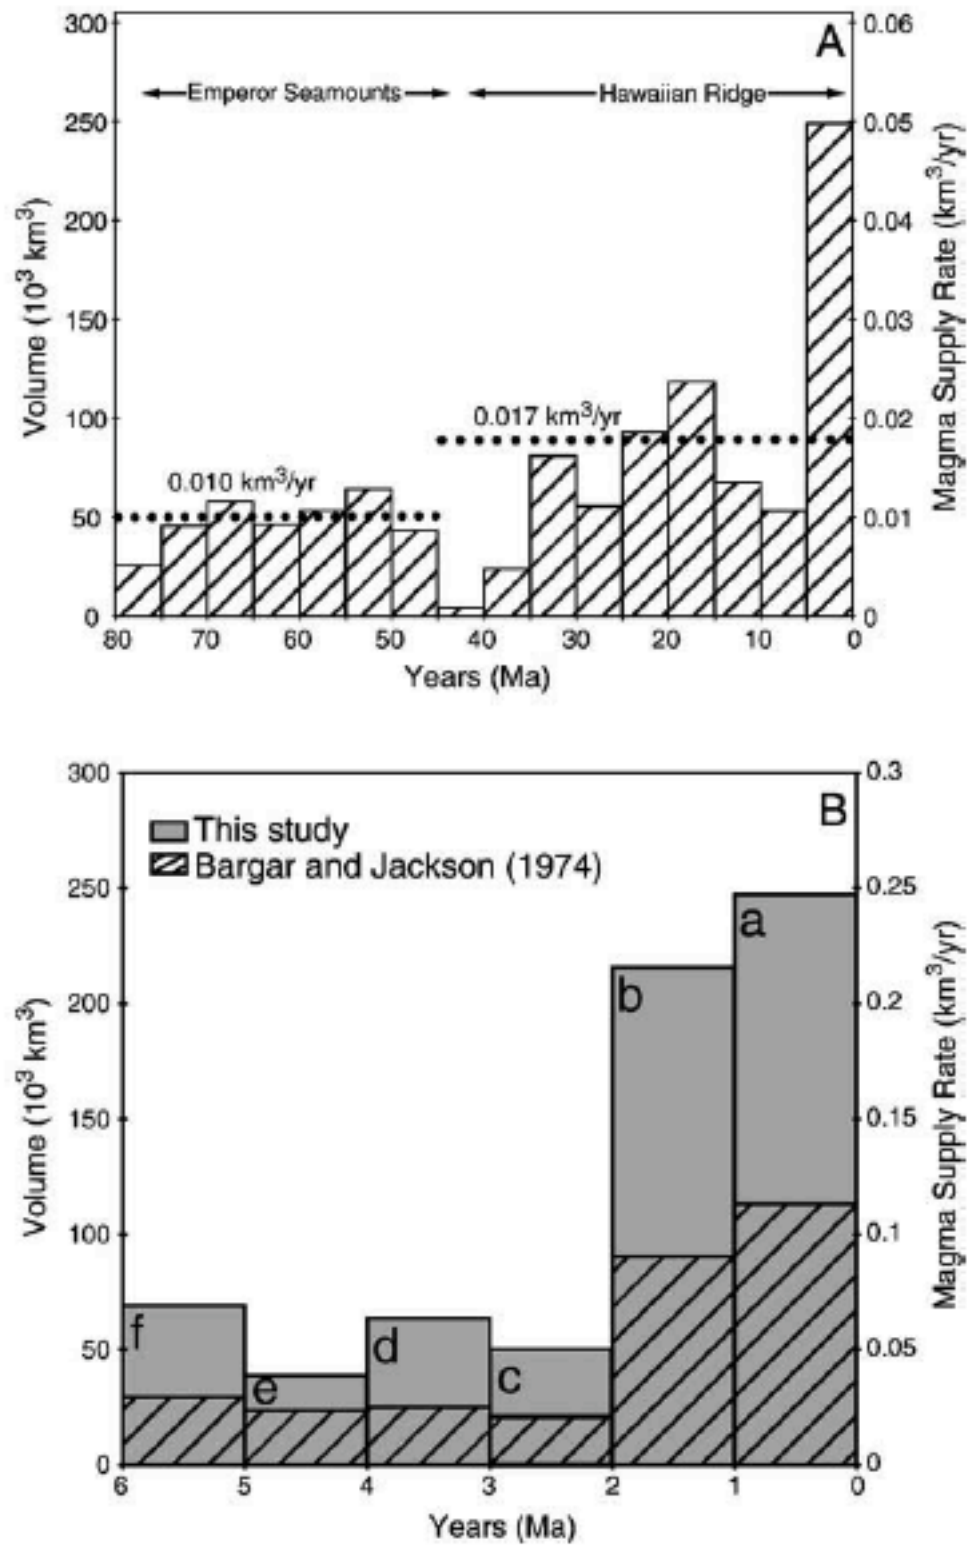 A
Emperor Seamounts
Hawaiian Ridge
0.010 km³/yr
0.017 km³/yr
300
250
200
150
100
50
0
Volume (10³ km³)
0.06
0.05
0.04
0.03
0.02
0.01
0
Magma Supply Rate (km³/yr)
80 70 60 50 40 30 20 10 0
Years (Ma)
B
This study
Bargar and Jackson (1974)
300
250
200
150
100
50
0
Volume (10³ km³)
f e d c b a
0.3
0.25
0.2
0.15
0.1
0.05
0
Magma Supply Rate (km³/yr)
6 5 4 3 2 1 0
Years (Ma)